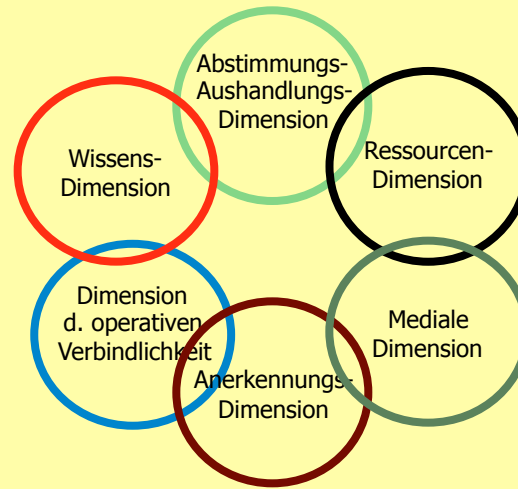 Abstimmungs-
Aushandlungs-
Dimension
Wissens-
Dimension
Ressourcen-
Dimension
Dimension
d. operativen
Verbindlichkeit
Mediale
Dimension
Anerkennungs-
Dimension